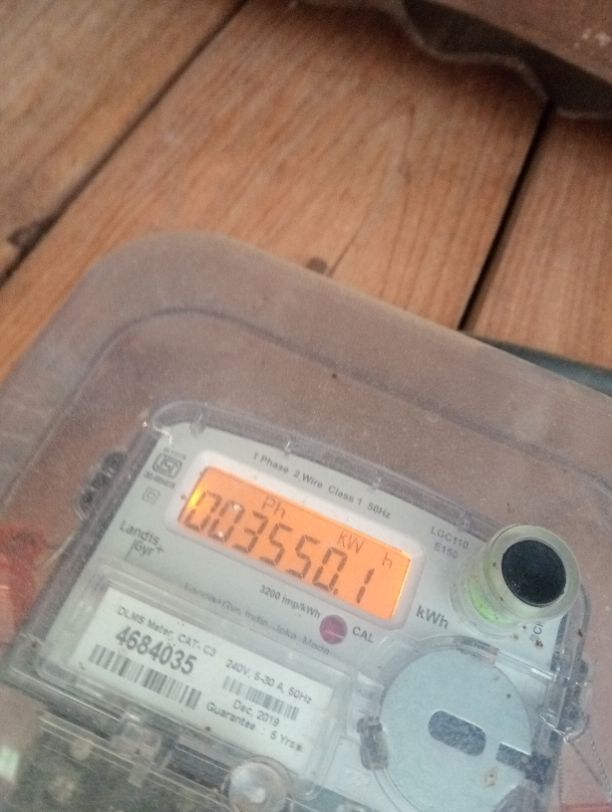 1 Phase 2 Wire Class 1 50Hz
Ph
kW h
003550.1
LGC110
E150
Landis+
Gyr
3200 imp/kWh
kWh
CAL
DLMS Meter, CAT- C3
4684035
240V, 5-30 A, 50Hz
Dec, 2019
Guarantee : 5 Yrs